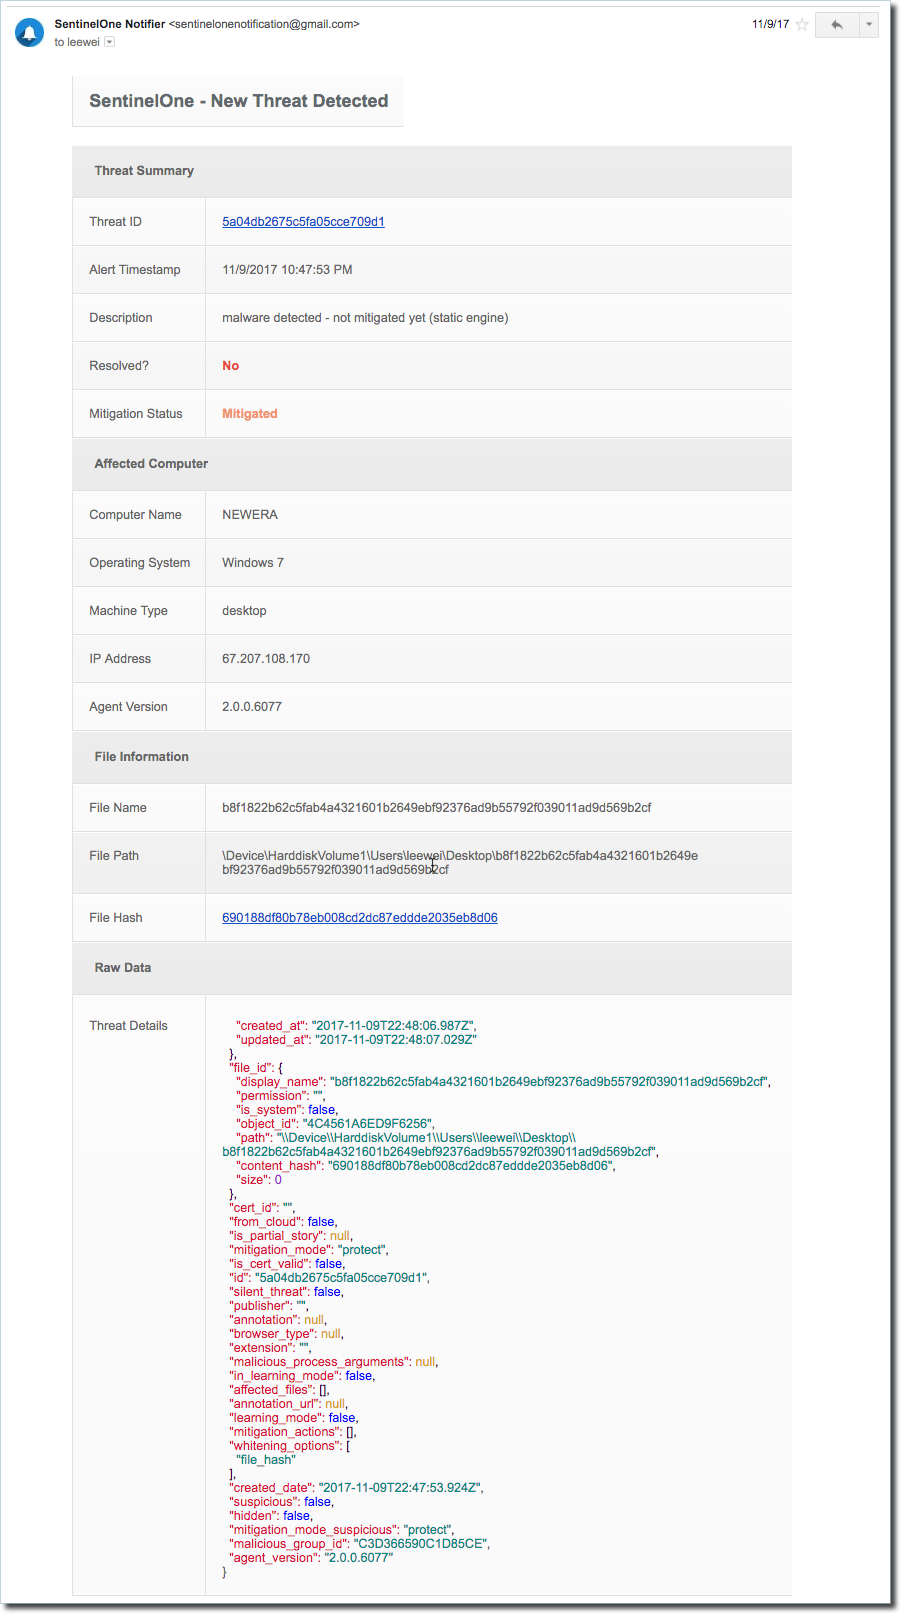 SentinelOne Notifier <sentinelonenotification@gmail.com>
11/9/17
to leewei
SentinelOne - New Threat Detected
Threat Summary
Threat ID
5a04db2675c5fa05cce709d1
Alert Timestamp
11/9/2017 10:47:53 PM
Description
malware detected - not mitigated yet (static engine)
Resolved?
No
Mitigation Status
Mitigated
Affected Computer
Computer Name
NEWERA
Operating System
Windows 7
Machine Type
desktop
IP Address
67.207.108.170
Agent Version
2.0.0.6077
File Information
File Name
b8f1822b62c5fab4a4321601b2649ebf92376ad9b55792f039011ad9d569b2cf
File Path
\Device\HarddiskVolume1\Users\leewei\Desktop\b8f1822b62c5fab4a4321601b2649e
bf92376ad9b55792f039011ad9d569b2cf
File Hash
690188df80b78eb008cd2dc87eddde2035eb8d06
Raw Data
Threat Details
"created_at": "2017-11-09T22:48:06.987Z",
"updated_at": "2017-11-09T22:48:07.029Z"
},
"file_id": {
"display_name": "b8f1822b62c5fab4a4321601b2649ebf92376ad9b55792f039011ad9d569b2cf",
"permission": "",
"is_system": false,
"object_id": "4C4561A6ED9F6256",
"path": "\\Device\\HarddiskVolume1\\Users\\leewei\\Desktop\\
b8f1822b62c5fab4a4321601b2649ebf92376ad9b55792f039011ad9d569b2cf",
"content_hash": "690188df80b78eb008cd2dc87eddde2035eb8d06",
"size": 0
},
"cert_id": "",
"from_cloud": false,
"is_partial_story": null,
"mitigation_mode": "protect",
"is_cert_valid": false,
"id": "5a04db2675c5fa05cce709d1",
"silent_threat": false,
"publisher": "",
"annotation": null,
"browser_type": null,
"extension": "",
"malicious_process_arguments": null,
"in_learning_mode": false,
"affected_files": [],
"annotation_url": null,
"learning_mode": false,
"mitigation_actions": [],
"whitening_options": [
"file_hash"
],
"created_date": "2017-11-09T22:47:53.924Z",
"suspicious": false,
"hidden": false,
"mitigation_mode_suspicious": "protect",
"malicious_group_id": "C3D366590C1D85CE",
"agent_version": "2.0.0.6077"
}